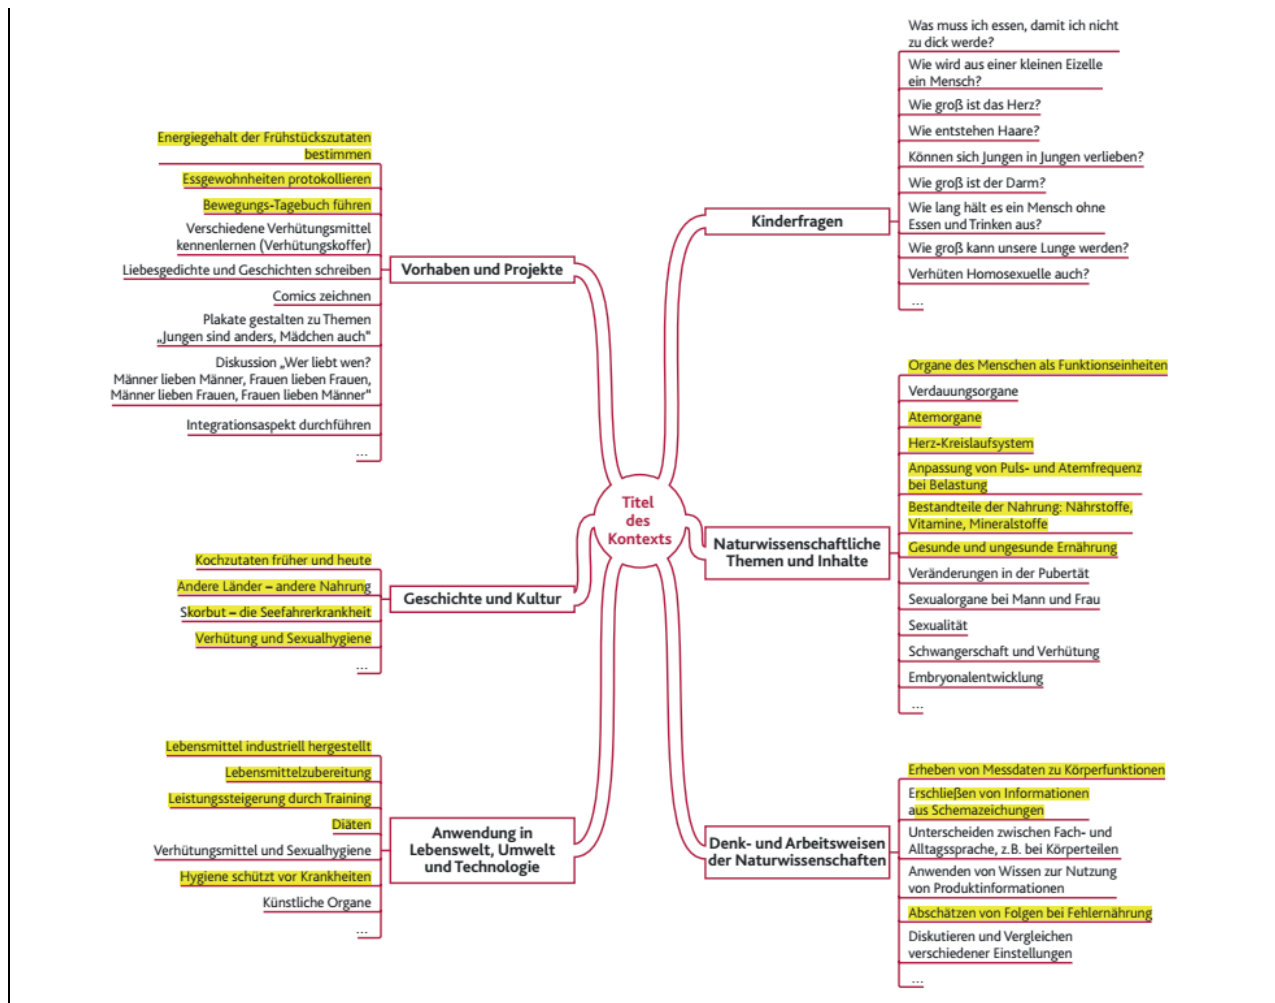 Energiegehalt der Frühstückszutaten
bestimmen
Essgewohnheiten protokollieren
Bewegungs-Tagebuch führen
Verschiedene Verhütungsmittel
kennenlernen (Verhütungskoffer)
Liebesgedichte und Geschichten schreiben
Comics zeichnen
Plakate gestalten zu Themen
„Jungen sind anders, Mädchen auch"
Diskussion „Wer liebt wen?
Männer lieben Männer, Frauen lieben Frauen,
Männer lieben Frauen, Frauen lieben Männer"
Integrationsaspekt durchführen
...
Vorhaben und Projekte
Kochzutaten früher und heute
Andere Länder – andere Nahrung
Skorbut – die Seefahrerkrankheit
Verhütung und Sexualhygiene
...
Geschichte und Kultur
Lebensmittel industriell hergestellt
Lebensmittelzubereitung
Leistungssteigerung durch Training
Diäten
Verhütungsmittel und Sexualhygiene
Hygiene schützt vor Krankheiten
Künstliche Organe
...
Anwendung in
Lebenswelt, Umwelt
und Technologie
Titel
des
Kontexts
Kinderfragen
Was muss ich essen, damit ich nicht
zu dick werde?
Wie wird aus einer kleinen Eizelle
ein Mensch?
Wie groß ist das Herz?
Wie entstehen Haare?
Können sich Jungen in Jungen verlieben?
Wie groß ist der Darm?
Wie lang hält es ein Mensch ohne
Essen und Trinken aus?
Wie groß kann unsere Lunge werden?
Verhüten Homosexuelle auch?
...
Naturwissenschaftliche
Themen und Inhalte
Organe des Menschen als Funktionseinheiten
Verdauungsorgane
Atemorgane
Herz-Kreislaufsystem
Anpassung von Puls- und Atemfrequenz
bei Belastung
Bestandteile der Nahrung: Nährstoffe,
Vitamine, Mineralstoffe
Gesunde und ungesunde Ernährung
Veränderungen in der Pubertät
Sexualorgane bei Mann und Frau
Sexualität
Schwangerschaft und Verhütung
Embryonalentwicklung
...
Denk- und Arbeitsweisen
der Naturwissenschaften
Erheben von Messdaten zu Körperfunktionen
Erschließen von Informationen
aus Schemazeichungen
Unterscheiden zwischen Fach- und
Alltagssprache, z.B. bei Körperteilen
Anwenden von Wissen zur Nutzung
von Produktinformationen
Abschätzen von Folgen bei Fehlernährung
Diskutieren und Vergleichen
verschiedener Einstellungen
...